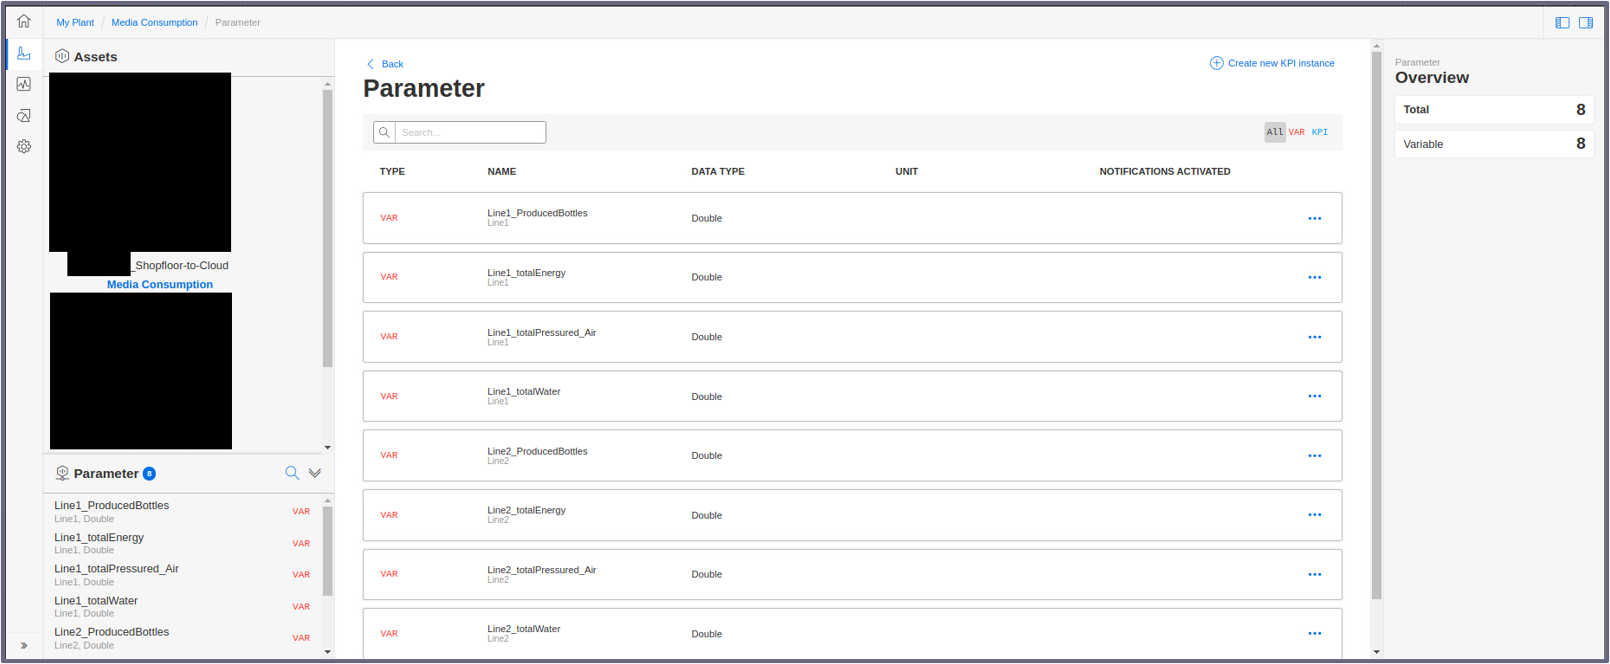 My Plant / Media Consumption / Parameter
Assets
_Shopfloor-to-Cloud
Media Consumption
Parameter 8
Line1_ProducedBottles
Line1, Double
VAR
Line1_totalEnergy
Line1, Double
VAR
Line1_totalPressured_Air
Line1, Double
VAR
Line1_totalWater
Line1, Double
VAR
Line2_ProducedBottles
Line2, Double
VAR
Back
Create new KPI instance
Parameter
Search...
All VAR KPI
TYPE NAME DATA TYPE UNIT NOTIFICATIONS ACTIVATED
VAR Line1_ProducedBottles Double
Line1
VAR Line1_totalEnergy Double
Line1
VAR Line1_totalPressured_Air Double
Line1
VAR Line1_totalWater Double
Line1
VAR Line2_ProducedBottles Double
Line2
VAR Line2_totalEnergy Double
Line2
VAR Line2_totalPressured_Air Double
Line2
VAR Line2_totalWater Double
Line2
Parameter
Overview
Total 8
Variable 8